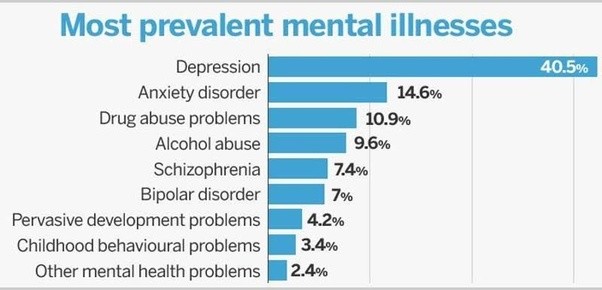 Most prevalent mental illnesses
Depression 40.5%
Anxiety disorder 14.6%
Drug abuse problems 10.9%
Alcohol abuse 9.6%
Schizophrenia 7.4%
Bipolar disorder 7%
Pervasive development problems 4.2%
Childhood behavioural problems 3.4%
Other mental health problems 2.4%